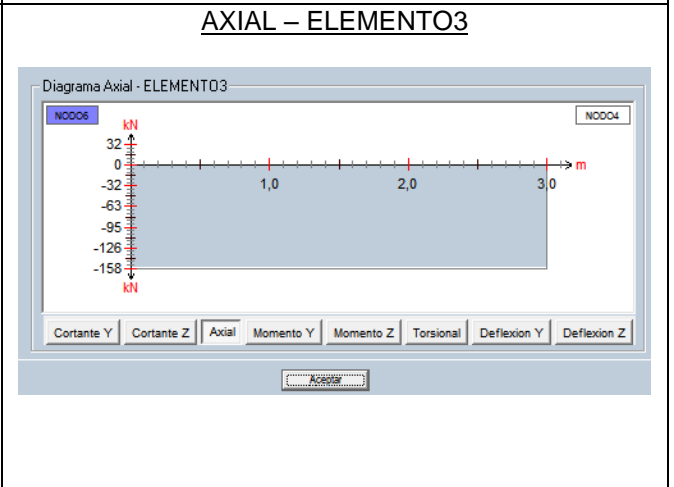 AXIAL – ELEMENTO3
Diagrama Axial - ELEMENTO3
NODO6
NODO4
kN
32
0
m
-32
1,0
2,0
3,0
-63
-95
-126
-158
kN
Cortante Y Cortante Z Axial Momento Y Momento Z Torsional Deflexion Y Deflexion Z
Aceptar